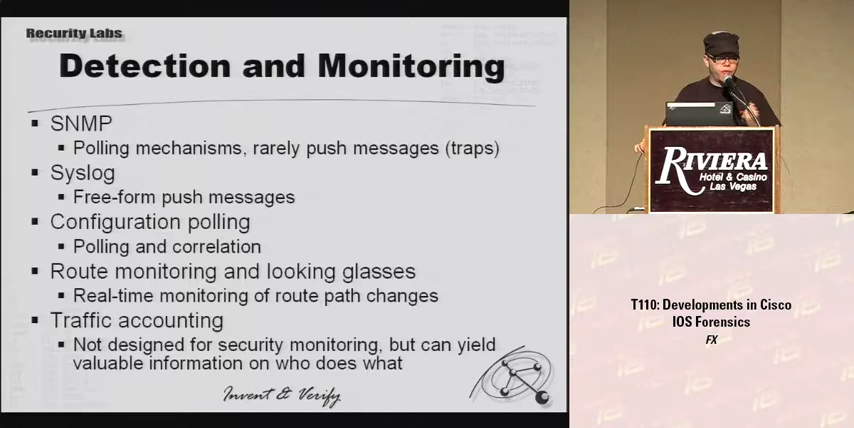 Recurity Labs
Detection and Monitoring
SNMP
Polling mechanisms, rarely push messages (traps)
Syslog
Free-form push messages
Configuration polling
Polling and correlation
Route monitoring and looking glasses
Real-time monitoring of route path changes
Traffic accounting
Not designed for security monitoring, but can yield
valuable information on who does what
Invent & Verify
RIVIERA
Hotel & Casino
Las Vegas
T110: Developments in Cisco
IOS Forensics
FX